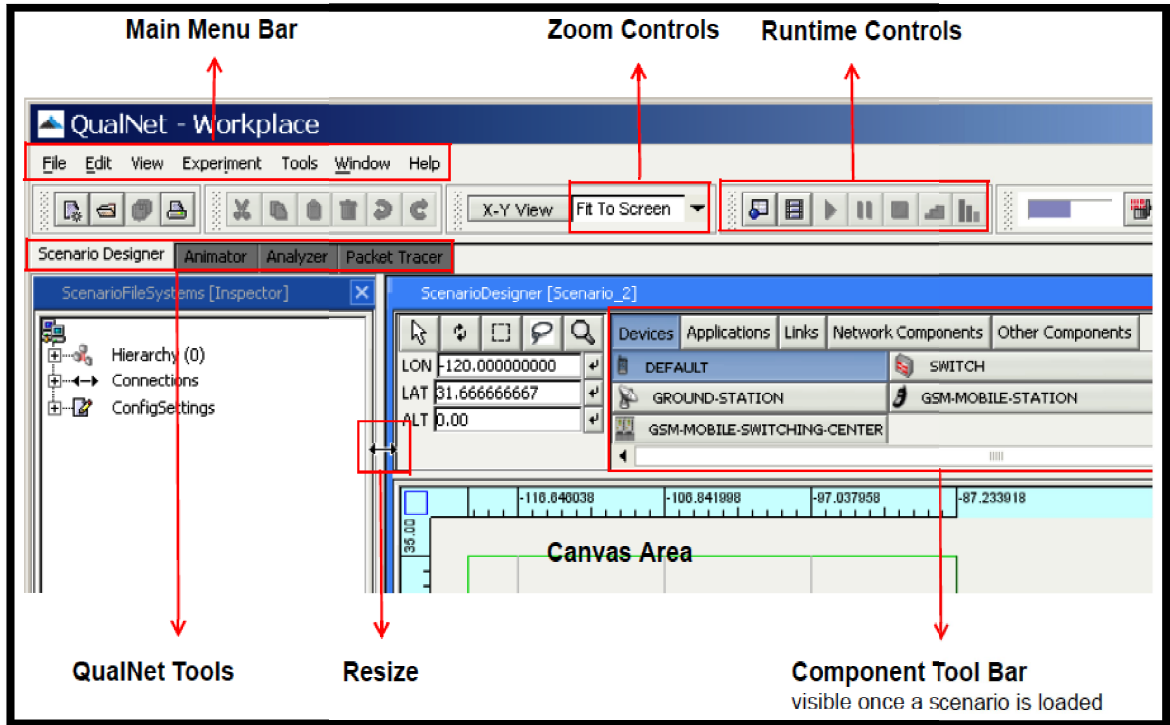 Main Menu Bar
Zoom Controls
Runtime Controls
QualNet - Workplace
File Edit View Experiment Tools Window Help
X-Y View Fit To Screen
Scenario Designer Animator Analyzer Packet Tracer
ScenarioFileSystems [Inspector]
ScenarioDesigner [Scenario_2]
Hierarchy (0)
Connections
ConfigSettings
LON -120.000000000
LAT 31.666666667
ALT 0.00
Devices Applications Links Network Components Other Components
DEFAULT
SWITCH
GROUND-STATION
GSM-MOBILE-STATION
GSM-MOBILE-SWITCHING-CENTER
-116.646038 -106.841998 -97.037958 -87.233918
35.00
Canvas Area
QualNet Tools
Resize
Component Tool Bar
visible once a scenario is loaded